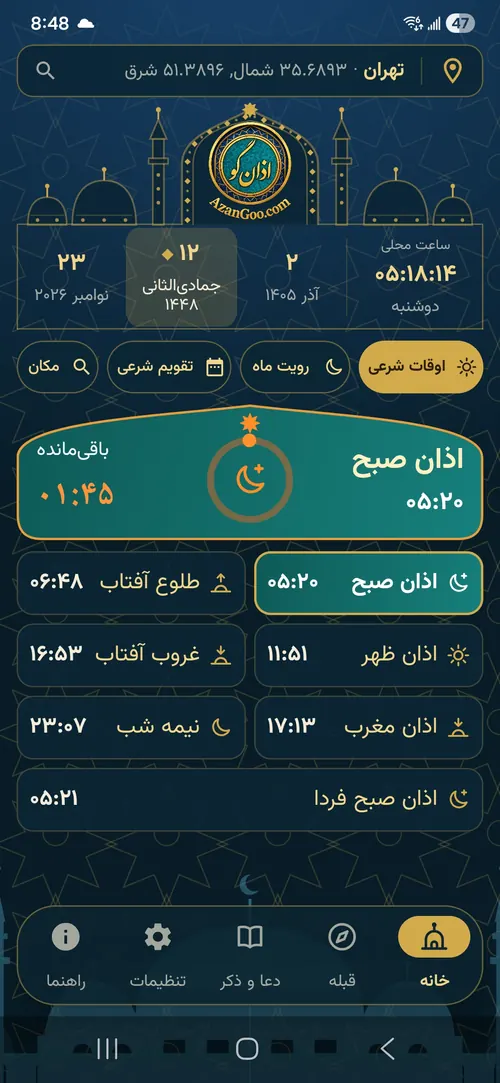 8:48
47
تهران · ۳۵.۶۸۹۳ شمال, ۵۱.۳۸۹۶ شرق
اذان گو
AzanGoo.com
ساعت محلی
۰۵:۱۸:۱۴
دوشنبه
۲
آذر ۱۴۰۵
۱۲
جمادی‌الثانی
۱۴۴۸
۲۳
نوامبر ۲۰۲۶
اوقات شرعی
رویت ماه
تقویم شرعی
مکان
اذان صبح
۰۵:۲۰
باقی‌مانده
۰۱:۴۵
اذان صبح ۰۵:۲۰
طلوع آفتاب ۰۶:۴۸
اذان ظهر ۱۱:۵۱
غروب آفتاب ۱۶:۵۳
اذان مغرب ۱۷:۱۳
نیمه شب ۲۳:۰۷
اذان صبح فردا ۰۵:۲۱
خانه
قبله
دعا و ذکر
تنظیمات
راهنما